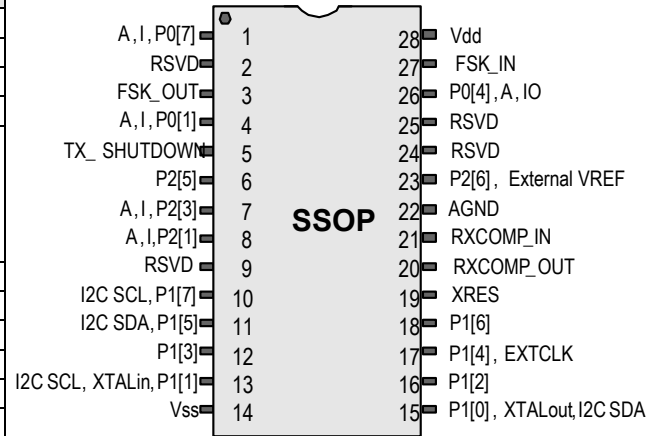 A, I, P0[7] 1 28 Vdd
RSVD 2 27 FSK_IN
FSK_OUT 3 26 P0[4], A, IO
A, I, P0[1] 4 25 RSVD
TX_ SHUTDOWN 5 24 RSVD
P2[5] 6 23 P2[6], External VREF
A, I, P2[3] 7 22 AGND
SSOP
A, I, P2[1] 8 21 RXCOMP_IN
RSVD 9 20 RXCOMP_OUT
I2C SCL, P1[7] 10 19 XRES
I2C SDA, P1[5] 11 18 P1[6]
P1[3] 12 17 P1[4], EXTCLK
I2C SCL, XTALin, P1[1] 13 16 P1[2]
Vss 14 15 P1[0], XTALout, I2C SDA